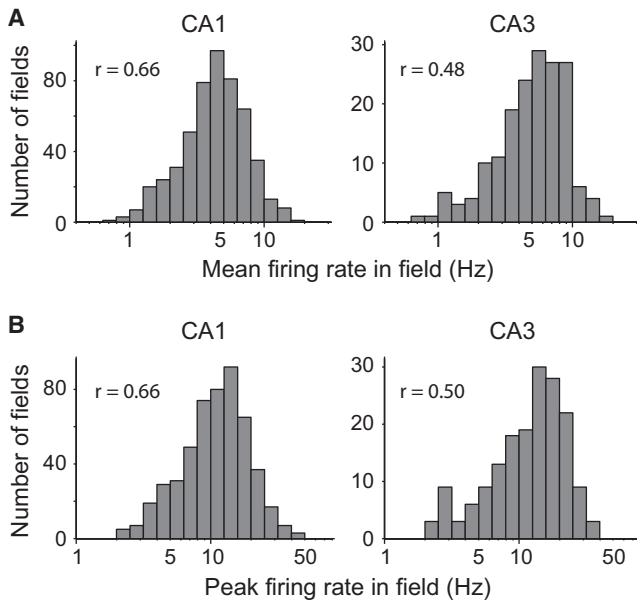 A
CA1
CA3
r = 0.66
r = 0.48
Number of fields
80
40
0
30
20
10
0
1
5
10
1
5
10
Mean firing rate in field (Hz)
B
CA1
CA3
r = 0.66
r = 0.50
Number of fields
80
40
0
30
20
10
0
1
5
10
50
1
5
10
50
Peak firing rate in field (Hz)